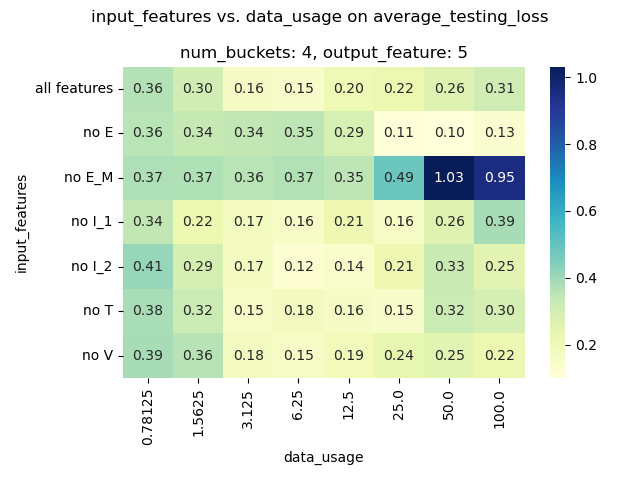 input_features vs. data_usage on average_testing_loss
num_buckets: 4, output_feature: 5
input_features
all features 0.36 0.30 0.16 0.15 0.20 0.22 0.26 0.31
no E 0.36 0.34 0.34 0.35 0.29 0.11 0.10 0.13
no E_M 0.37 0.37 0.36 0.37 0.35 0.49 1.03 0.95
no I_1 0.34 0.22 0.17 0.16 0.21 0.16 0.26 0.39
no I_2 0.41 0.29 0.17 0.12 0.14 0.21 0.33 0.25
no T 0.38 0.32 0.15 0.18 0.16 0.15 0.32 0.30
no V 0.39 0.36 0.18 0.15 0.19 0.24 0.25 0.22
0.78125 1.5625 3.125 6.25 12.5 25.0 50.0 100.0
data_usage
1.0
0.8
0.6
0.4
0.2